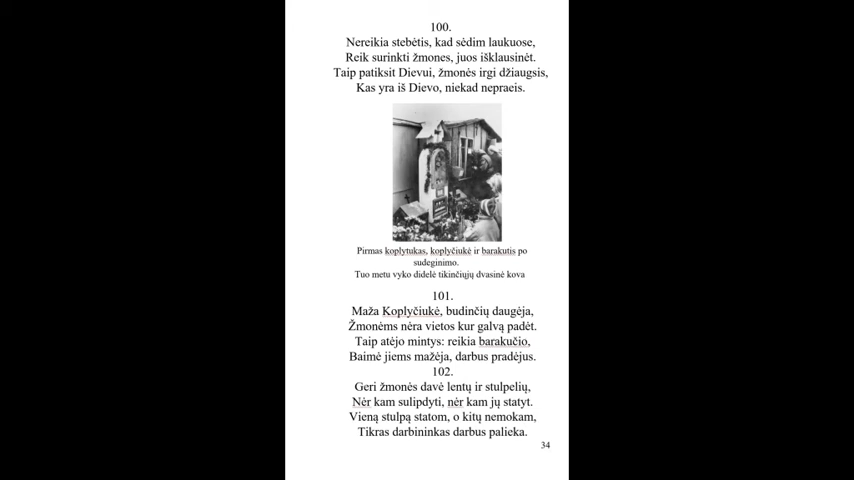 100.
Nereikia stebėtis, kad sėdim laukuose,
Reik surinkti žmones, juos išklausinėt.
Taip patiksit Dievui, žmonės irgi džiaugsis,
Kas yra iš Dievo, niekad nepraeis.
Pirmas koplytukas, koplyčiukė ir barakutis po
sudeginimo.
Tuo metu vyko didelė tikinčiųjų dvasinė kova
101.
Maža Koplyčiukė, budinčių daugėja,
Žmonėms nėra vietos kur galvą padėt.
Taip atėjo mintys: reikia barakučio,
Baimė jiems mažėja, darbus pradėjus.
102.
Geri žmonės davė lentų ir stulpelių,
Nėr kam sulipdyti, nėr kam jų statyt.
Vieną stulpą statom, o kitų nemokam,
Tikras darbininkas darbus palieka.
34